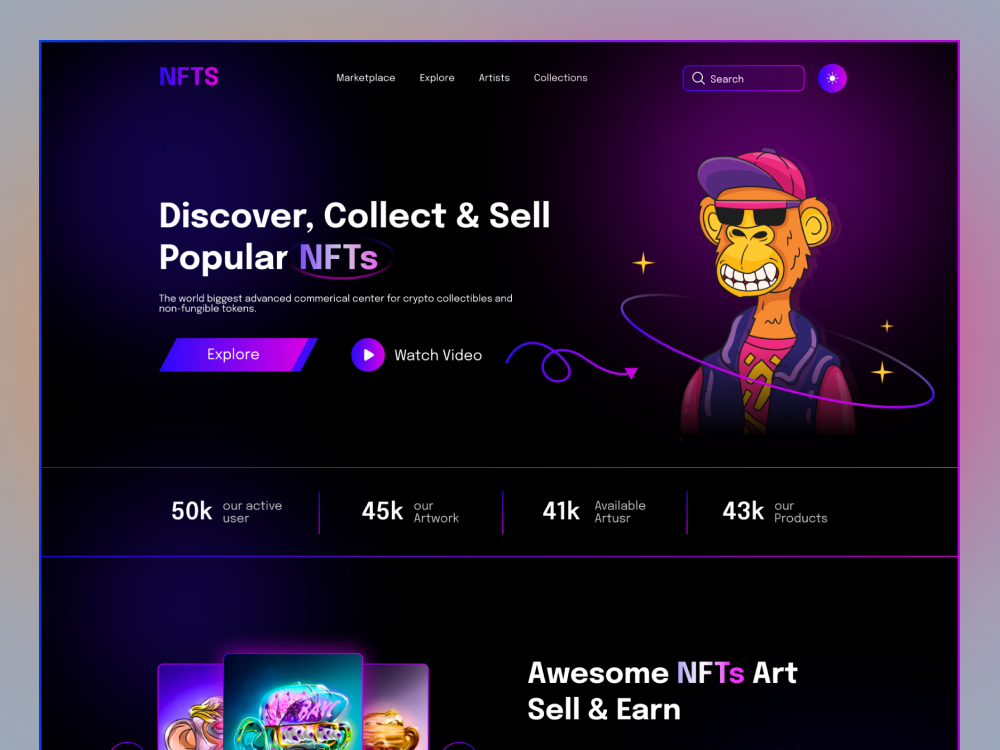 NFTS
Marketplace
Explore
Artists
Collections
Search
Discover, Collect & Sell
Popular NFTs
The world biggest advanced commerical center for crypto collectibles and
non-fungible tokens.
Explore
Watch Video
50k
our active
user
45k
our
Artwork
41k
Available
Artusr
43k
our
Products
Awesome NFTs Art
Sell & Earn